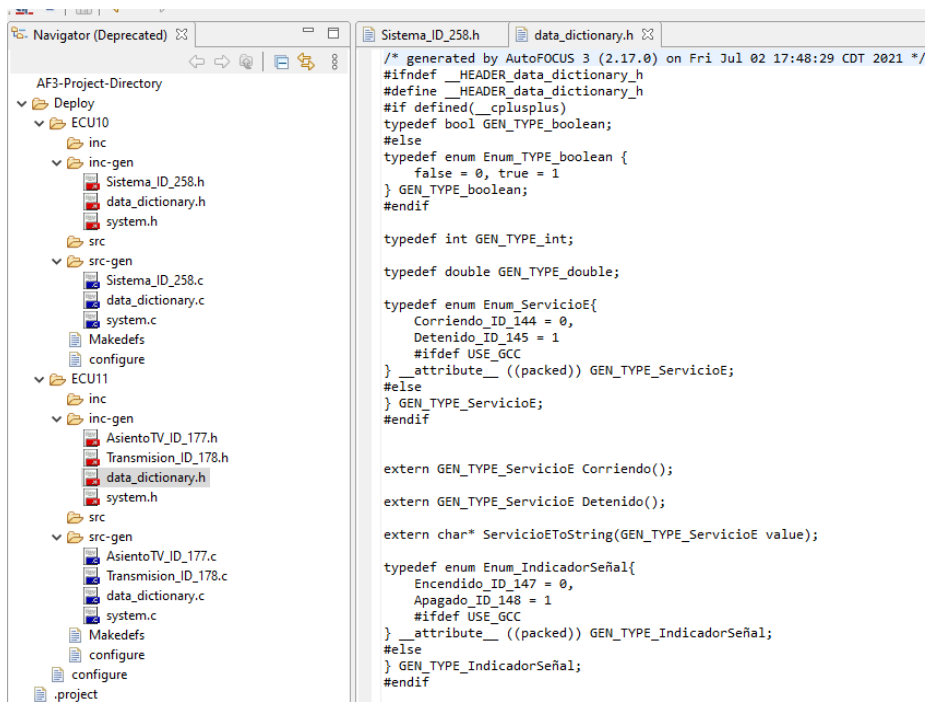 Navigator (Deprecated)
AF3-Project-Directory
Deploy
ECU10
inc
inc-gen
Sistema_ID_258.h
data_dictionary.h
system.h
src
src-gen
Sistema_ID_258.c
data_dictionary.c
system.c
Makedefs
configure
ECU11
inc
inc-gen
AsientoTV_ID_177.h
Transmision_ID_178.h
data_dictionary.h
system.h
src
src-gen
AsientoTV_ID_177.c
Transmision_ID_178.c
data_dictionary.c
system.c
Makedefs
configure
configure
.project
Sistema_ID_258.h
data_dictionary.h
/* generated by AutoFOCUS 3 (2.17.0) on Fri Jul 02 17:48:29 CDT 2021 */
#ifndef __HEADER_data_dictionary_h
#define __HEADER_data_dictionary_h
#if defined(__cplusplus)
typedef bool GEN_TYPE_boolean;
#else
typedef enum Enum_TYPE_boolean {
    false = 0, true = 1
} GEN_TYPE_boolean;
#endif

typedef int GEN_TYPE_int;

typedef double GEN_TYPE_double;

typedef enum Enum_ServicioE{
    Corriendo_ID_144 = 0,
    Detenido_ID_145 = 1
    #ifdef USE_GCC
} __attribute__ ((packed)) GEN_TYPE_ServicioE;
#else
} GEN_TYPE_ServicioE;
#endif


extern GEN_TYPE_ServicioE Corriendo();

extern GEN_TYPE_ServicioE Detenido();

extern char* ServicioEToString(GEN_TYPE_ServicioE value);

typedef enum Enum_IndicadorSeñal{
    Encendido_ID_147 = 0,
    Apagado_ID_148 = 1
    #ifdef USE_GCC
} __attribute__ ((packed)) GEN_TYPE_IndicadorSeñal;
#else
} GEN_TYPE_IndicadorSeñal;
#endif